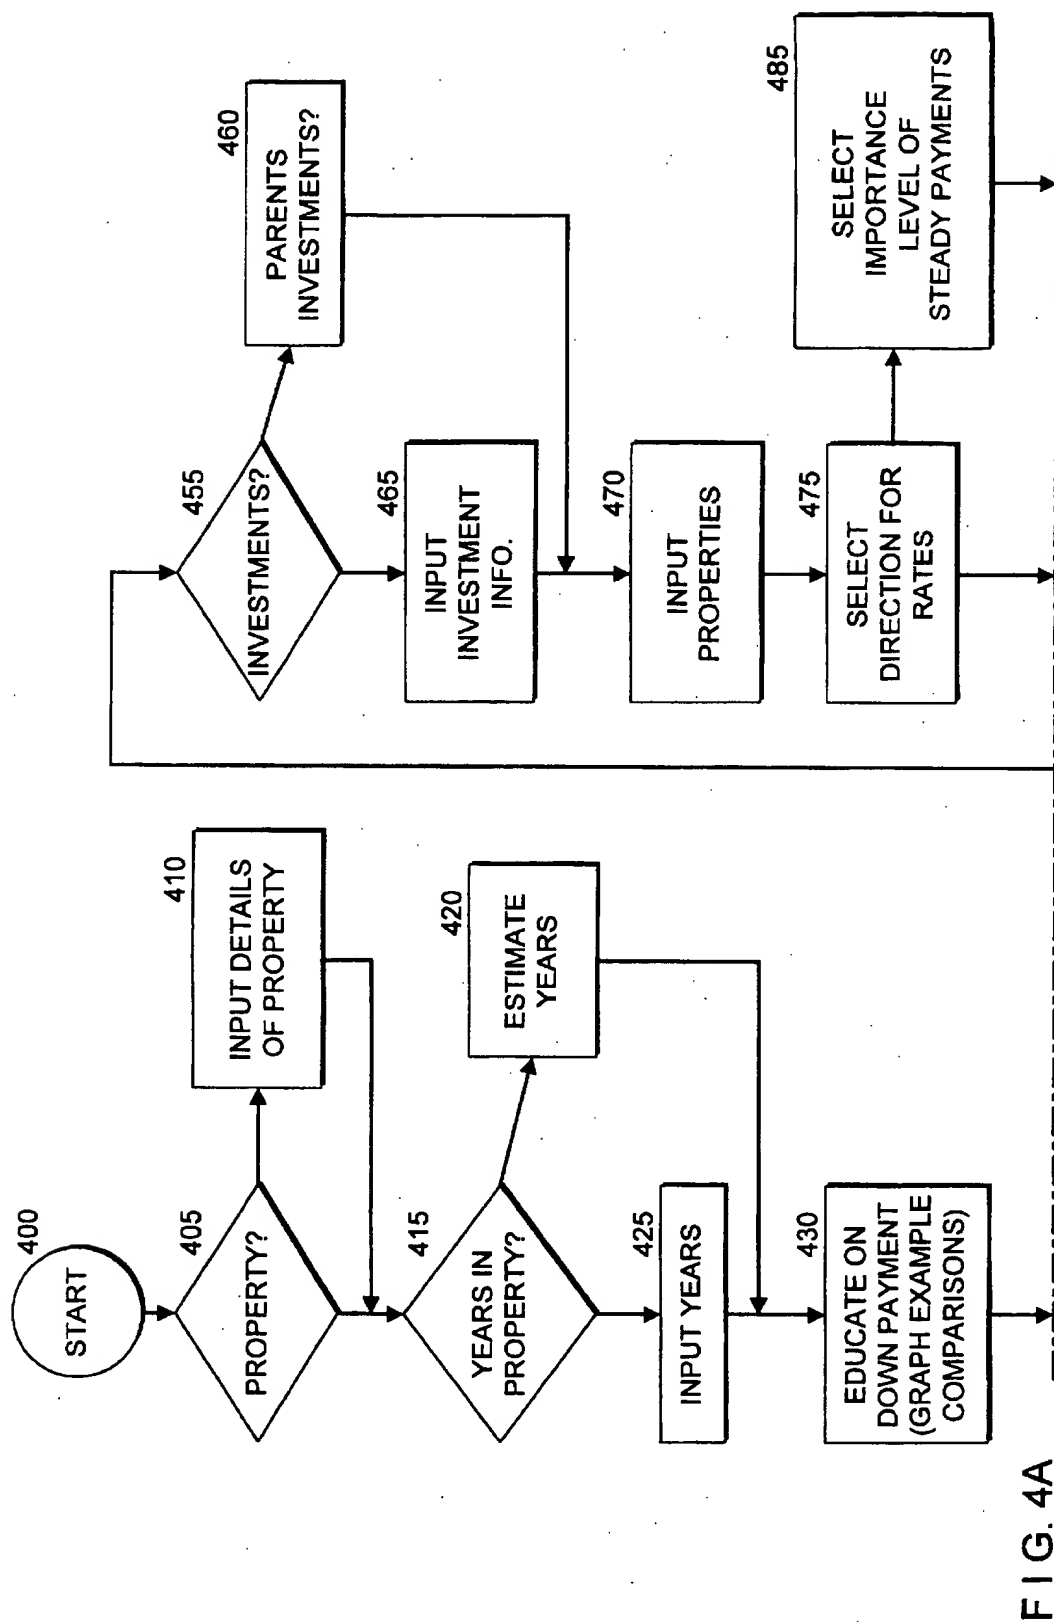 400
START
405
PROPERTY?
410
INPUT DETAILS
OF PROPERTY
415
YEARS IN
PROPERTY?
420
ESTIMATE
YEARS
425
INPUT YEARS
430
EDUCATE ON
DOWN PAYMENT
(GRAPH EXAMPLE
COMPARISONS)
455
INVESTMENTS?
460
PARENTS
INVESTMENTS?
465
INPUT
INVESTMENT
INFO.
470
INPUT
PROPERTIES
475
SELECT
DIRECTION FOR
RATES
485
SELECT
IMPORTANCE
LEVEL OF
STEADY PAYMENTS
FIG. 4A